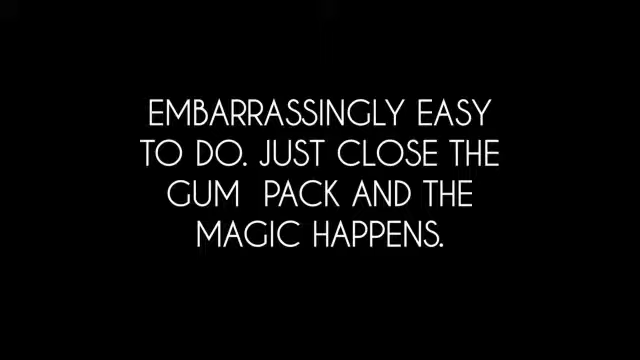 EMBARRASSINGLY EASY
TO DO. JUST CLOSE THE
GUM  PACK AND THE
MAGIC HAPPENS.